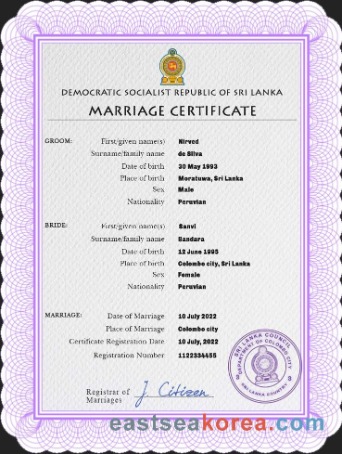 DEMOCRATIC SOCIALIST REPUBLIC OF SRI LANKA
MARRIAGE CERTIFICATE
GROOM: First/given name(s) Nirved
Surname/family name de Silva
Date of birth 30 May 1993
Place of birth Moratuwa, Sri Lanka
Sex Male
Nationality Peruvian
BRIDE: First/given name(s) Sanvi
Surname/family name Bandara
Date of birth 12 June 1995
Place of birth Colombo city, Sri Lanka
Sex Female
Nationality Peruvian
MARRIAGE: Date of Marriage 10 July 2022
Place of Marriage Colombo city
Certificate Registration Date 10 July, 2022
Registration Number 1122334455
SRI LANKA COUNCIL
DEPARTMENT OF COLOMBO CITY
SRI LANKA COUNTRY
Registrar of Marriages J. Citizen
eastseakorea.com